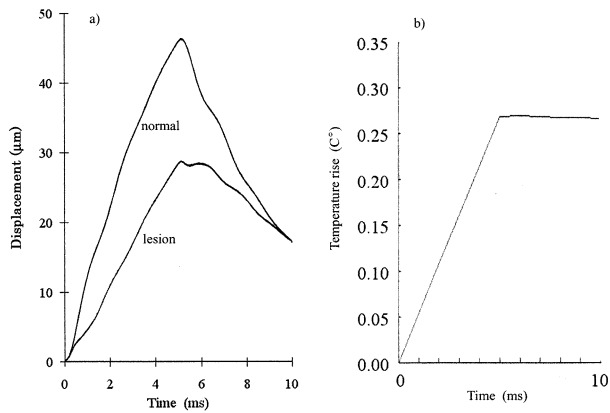 a)
50
40
30
20
10
0
Displacement (μm)
normal
lesion
0 2 4 6 8 10
Time (ms)
b)
0.35
0.30
0.25
0.20
0.15
0.10
0.05
0.00
Temperature rise (C°)
0 10
Time (ms)